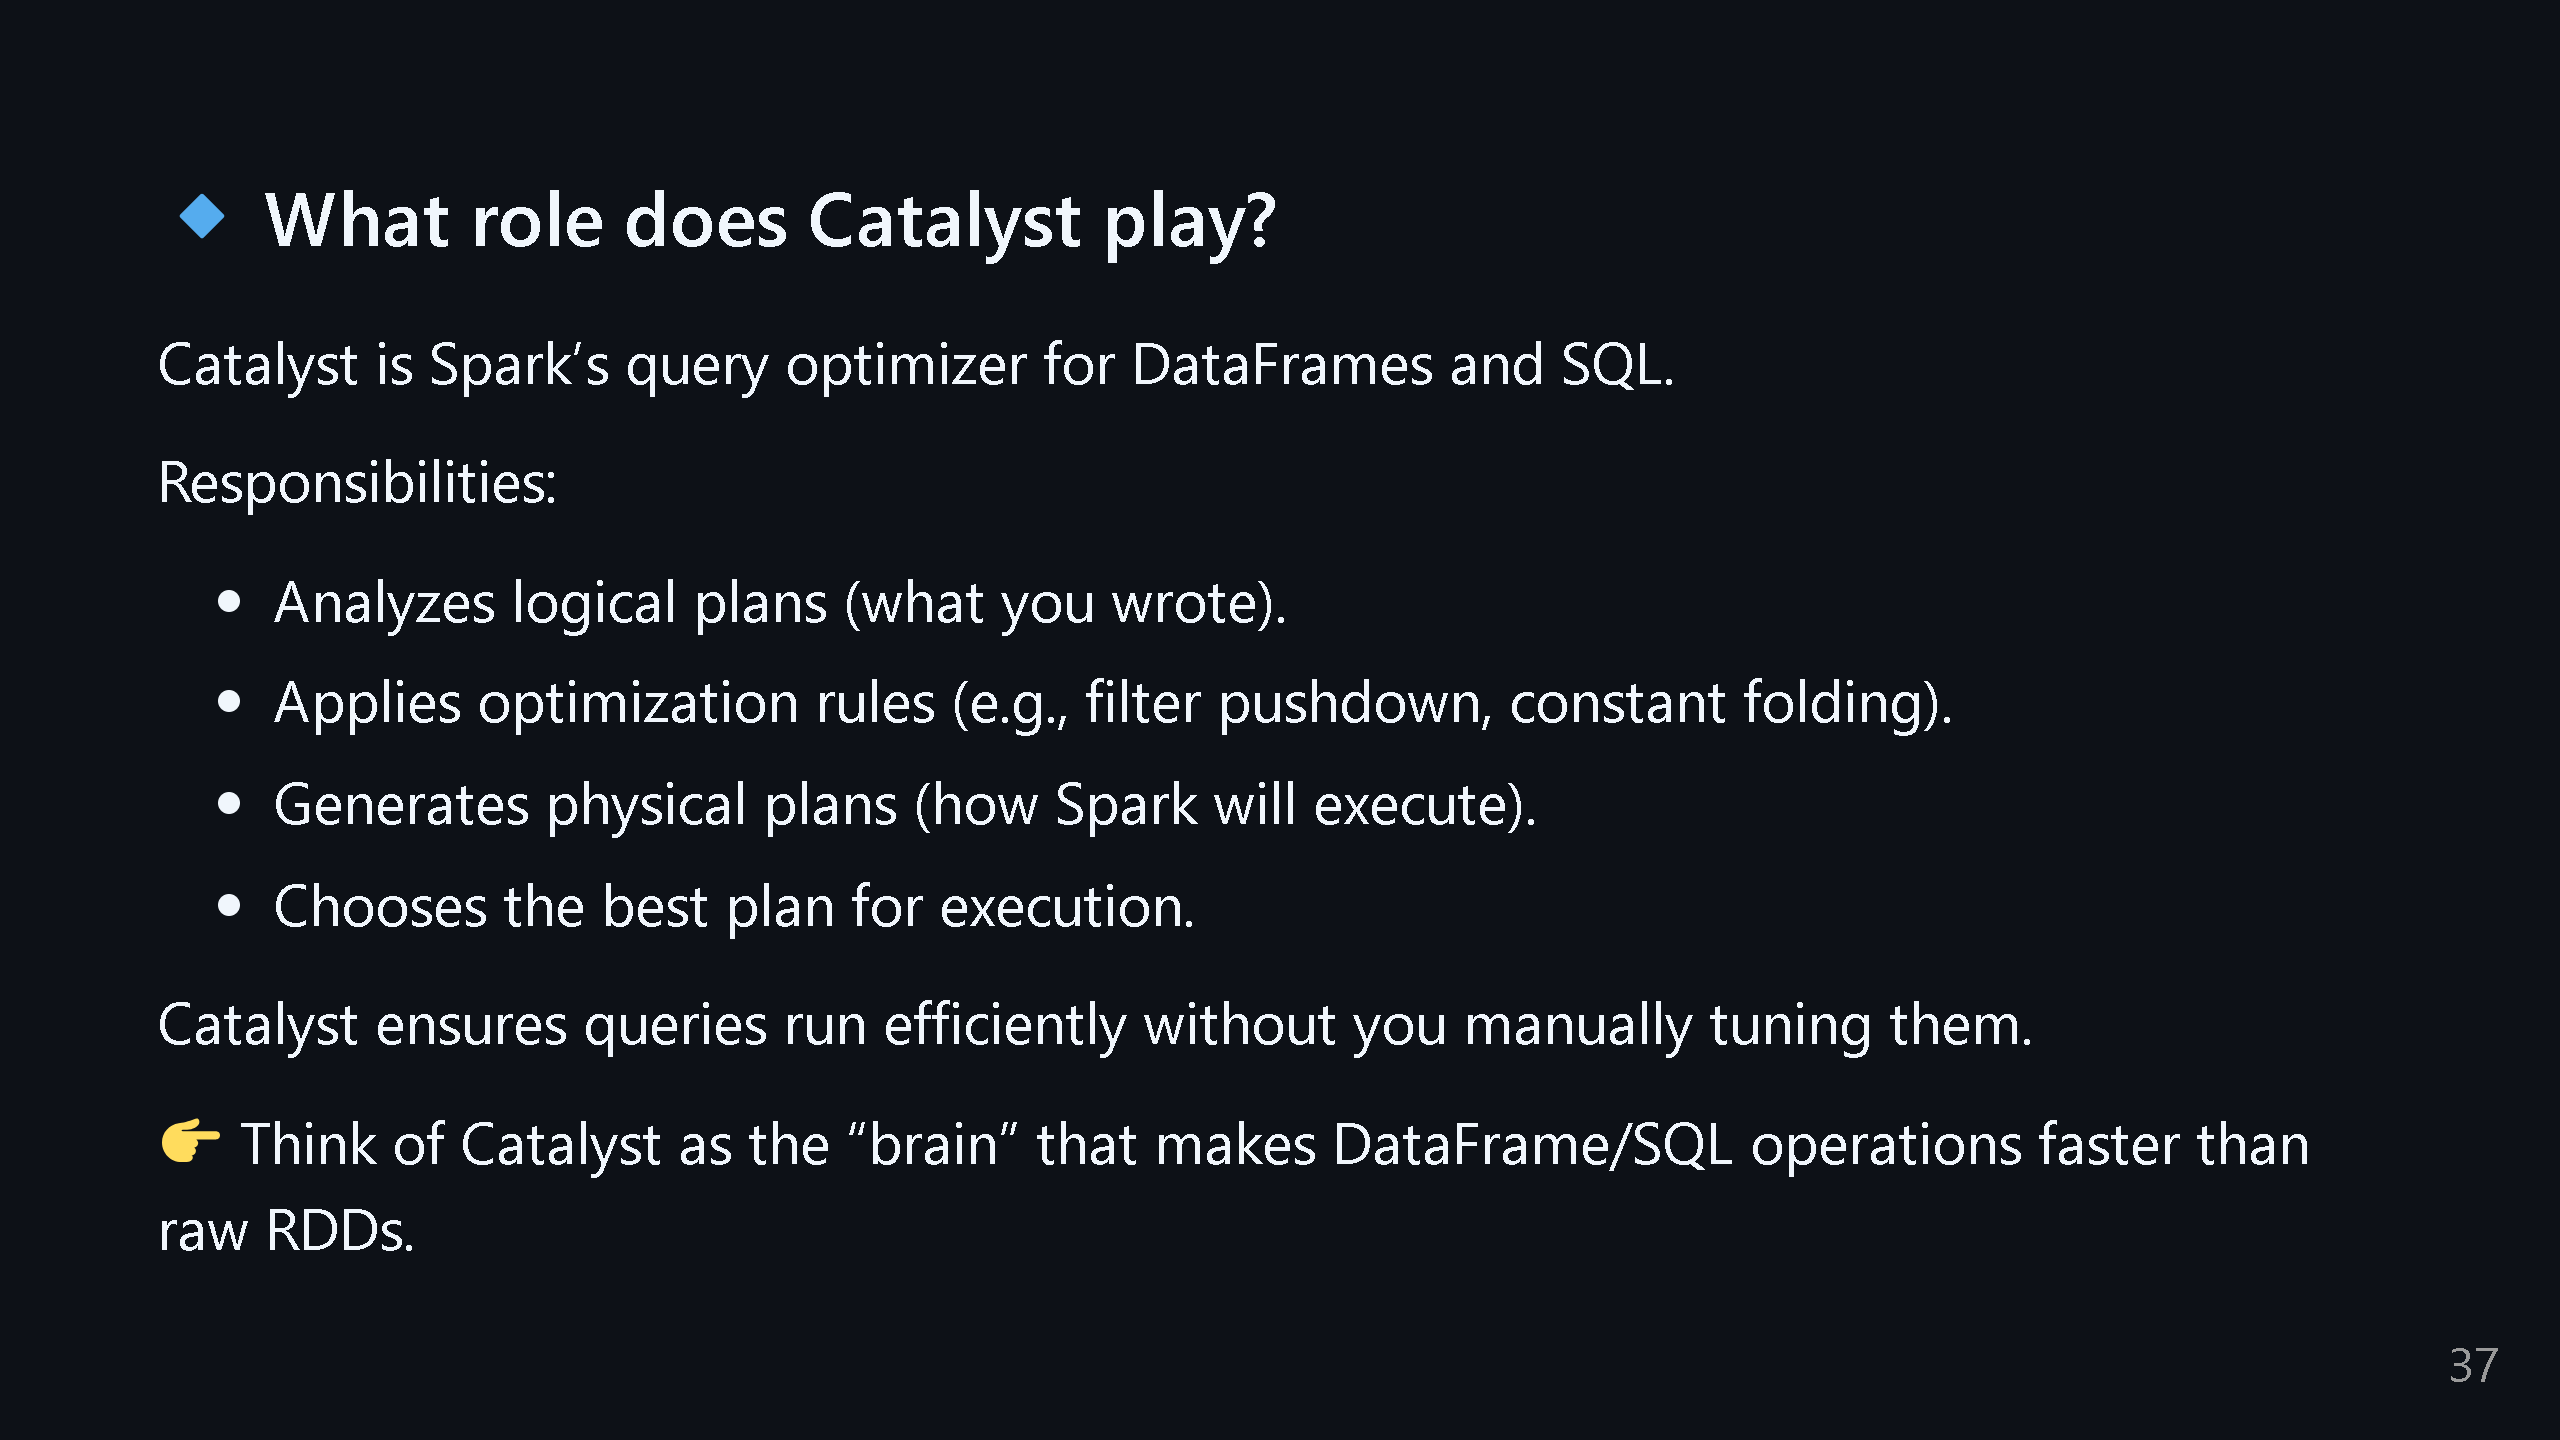 🔹 What role does Catalyst play?
Catalyst is Spark’s query optimizer for DataFrames and SQL.
Responsibilities:
• Analyzes logical plans (what you wrote).
• Applies optimization rules (e.g., filter pushdown, constant folding).
• Generates physical plans (how Spark will execute).
• Chooses the best plan for execution.
Catalyst ensures queries run efficiently without you manually tuning them.
👉 Think of Catalyst as the “brain” that makes DataFrame/SQL operations faster than
raw RDDs.
37